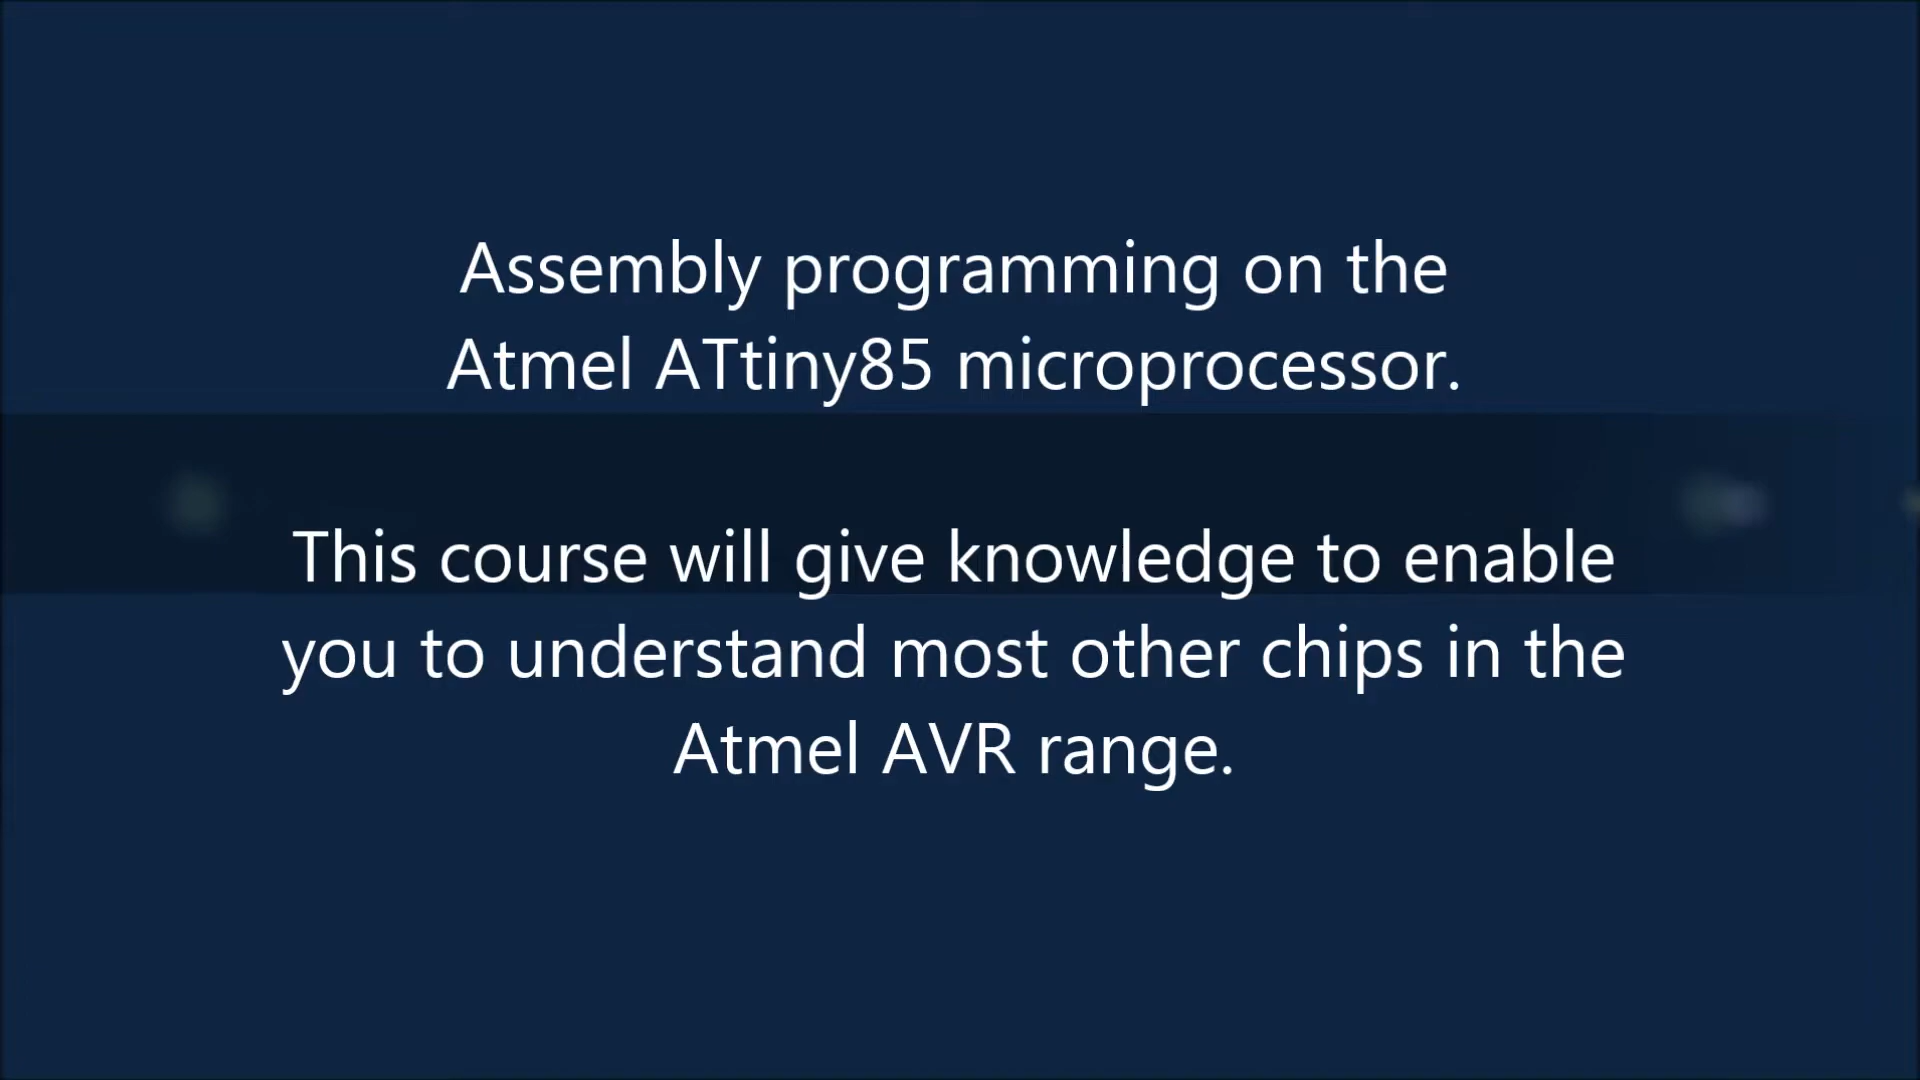 Assembly programming on the
Atmel ATtiny85 microprocessor.
This course will give knowledge to enable
you to understand most other chips in the
Atmel AVR range.